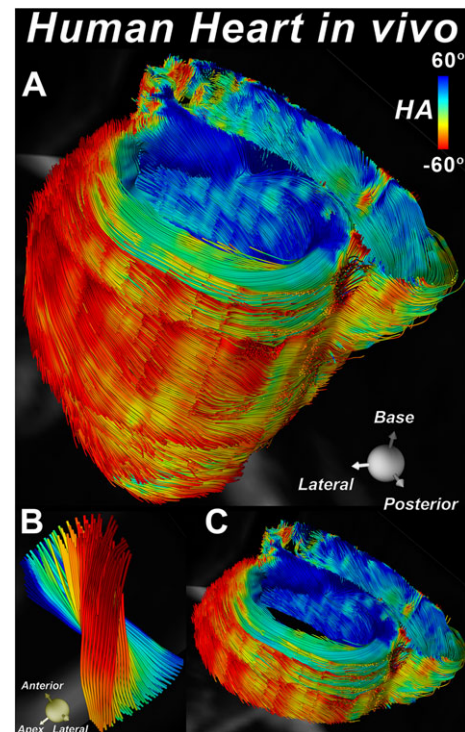 Human Heart in vivo
60°
A
HA
-60°
Base
Lateral
Posterior
B
C
Anterior
Apex Lateral